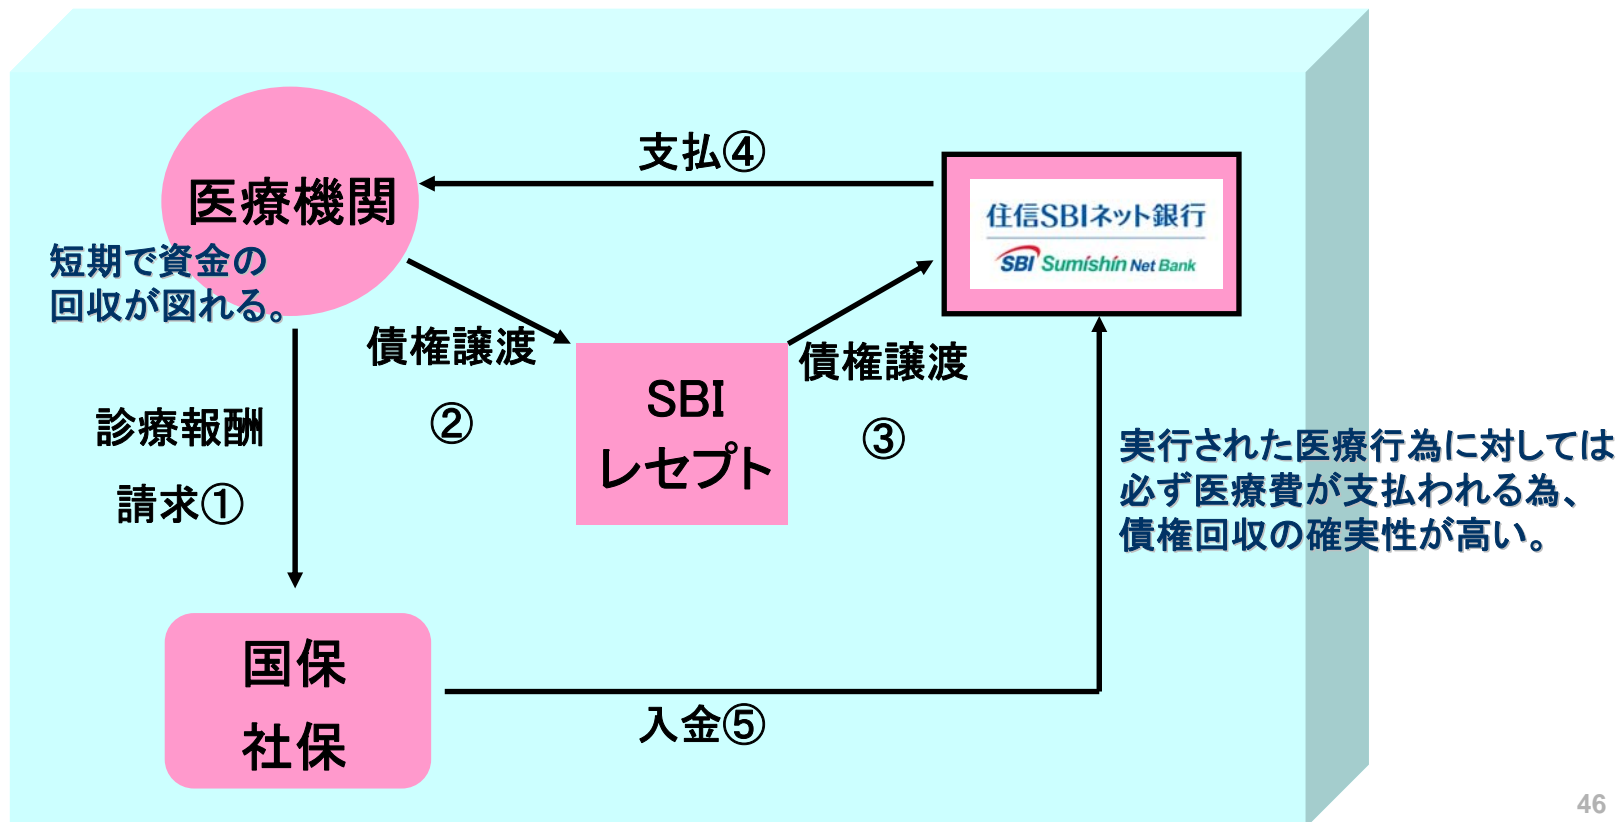 支払④
医療機関
住信SBIネット銀行
SBI Sumishin Net Bank
短期で資金の
回収が図れる。
債権譲渡
②
SBI
レセプト
債権譲渡
③
診療報酬
請求①
実行された医療行為に対しては
必ず医療費が支払われる為、
債権回収の確実性が高い。
国保
社保
入金⑤
46